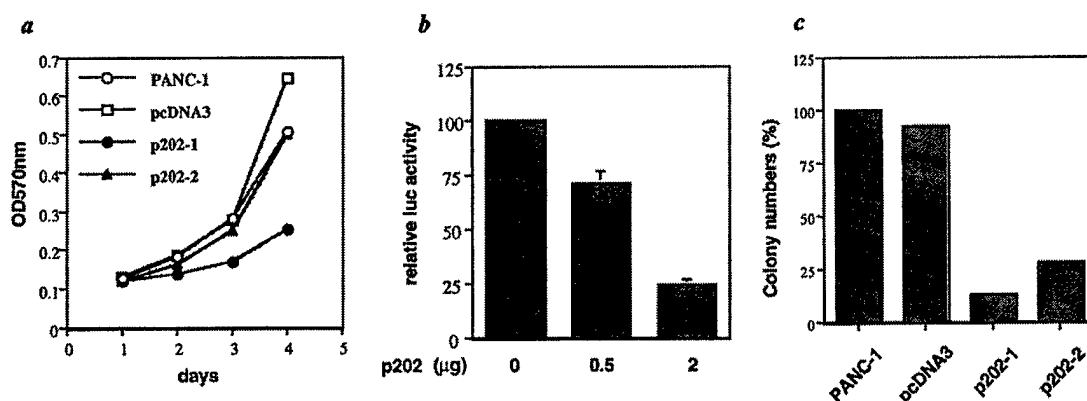 a
0.7
0.6
0.5
0.4
0.3
0.2
0.1
0
OD570nm
PANC-1
pcDNA3
p202-1
p202-2
0 1 2 3 4 5
days
b
125
100
75
50
25
0
relative luc activity
p202 (µg) 0 0.5 2
c
125
100
75
50
25
0
Colony numbers (%)
PANC-1
pcDNA3
p202-1
p202-2